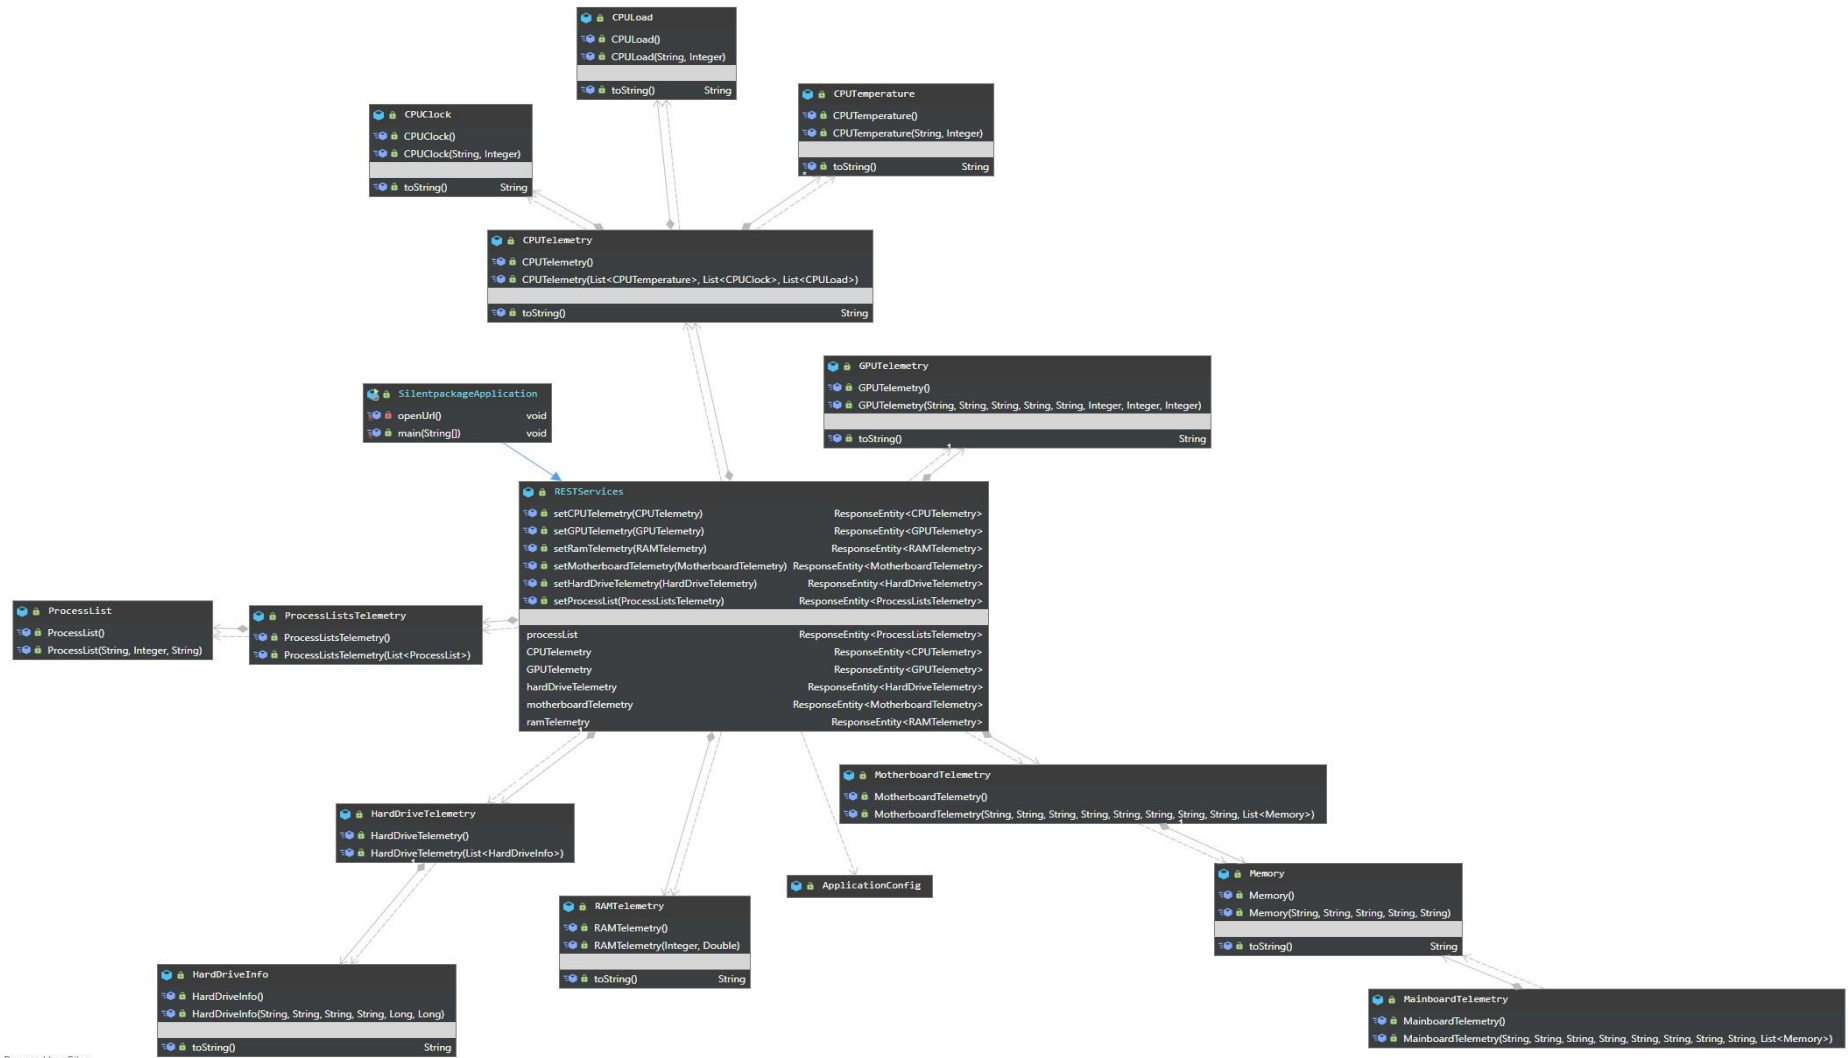 CPULoad
CPULoad()
CPULoad(String, Integer)
toString() String
CPUTemperature
CPUTemperature()
CPUTemperature(String, Integer)
toString() String
*
CPUClock
CPUClock()
CPUClock(String, Integer)
toString() String
CPUTelemetry
CPUTelemetry()
CPUTelemetry(List<CPUTemperature>, List<CPUClock>, List<CPULoad>)
toString() String
GPUTelemetry
GPUTelemetry()
GPUTelemetry(String, String, String, String, String, Integer, Integer, Integer)
toString() String
1
SilentpackageApplication
openUrl() void
main(String[]) void
RESTServices
setCPUTelemetry(CPUTelemetry) ResponseEntity<CPUTelemetry>
setGPUTelemetry(GPUTelemetry) ResponseEntity<GPUTelemetry>
setRamTelemetry(RAMTelemetry) ResponseEntity<RAMTelemetry>
setMotherboardTelemetry(MotherboardTelemetry) ResponseEntity<MotherboardTelemetry>
setHardDriveTelemetry(HardDriveTelemetry) ResponseEntity<HardDriveTelemetry>
setProcessList(ProcessListsTelemetry) ResponseEntity<ProcessListsTelemetry>
processList ResponseEntity<ProcessListsTelemetry>
CPUTelemetry ResponseEntity<CPUTelemetry>
GPUTelemetry ResponseEntity<GPUTelemetry>
hardDriveTelemetry ResponseEntity<HardDriveTelemetry>
motherboardTelemetry ResponseEntity<MotherboardTelemetry>
ramTelemetry ResponseEntity<RAMTelemetry>
1
ProcessList
ProcessList()
ProcessList(String, Integer, String)
ProcessListsTelemetry
ProcessListsTelemetry()
ProcessListsTelemetry(List<ProcessList>)
MotherboardTelemetry
MotherboardTelemetry()
MotherboardTelemetry(String, String, String, String, String, String, String, String, List<Memory>)
1
HardDriveTelemetry
HardDriveTelemetry()
HardDriveTelemetry(List<HardDriveInfo>)
1
ApplicationConfig
Memory
Memory()
Memory(String, String, String, String, String)
toString() String
RAMTelemetry
RAMTelemetry()
RAMTelemetry(Integer, Double)
toString() String
HardDriveInfo
HardDriveInfo()
HardDriveInfo(String, String, String, String, Long, Long)
toString() String
MainboardTelemetry
MainboardTelemetry()
MainboardTelemetry(String, String, String, String, String, String, String, String, List<Memory>)